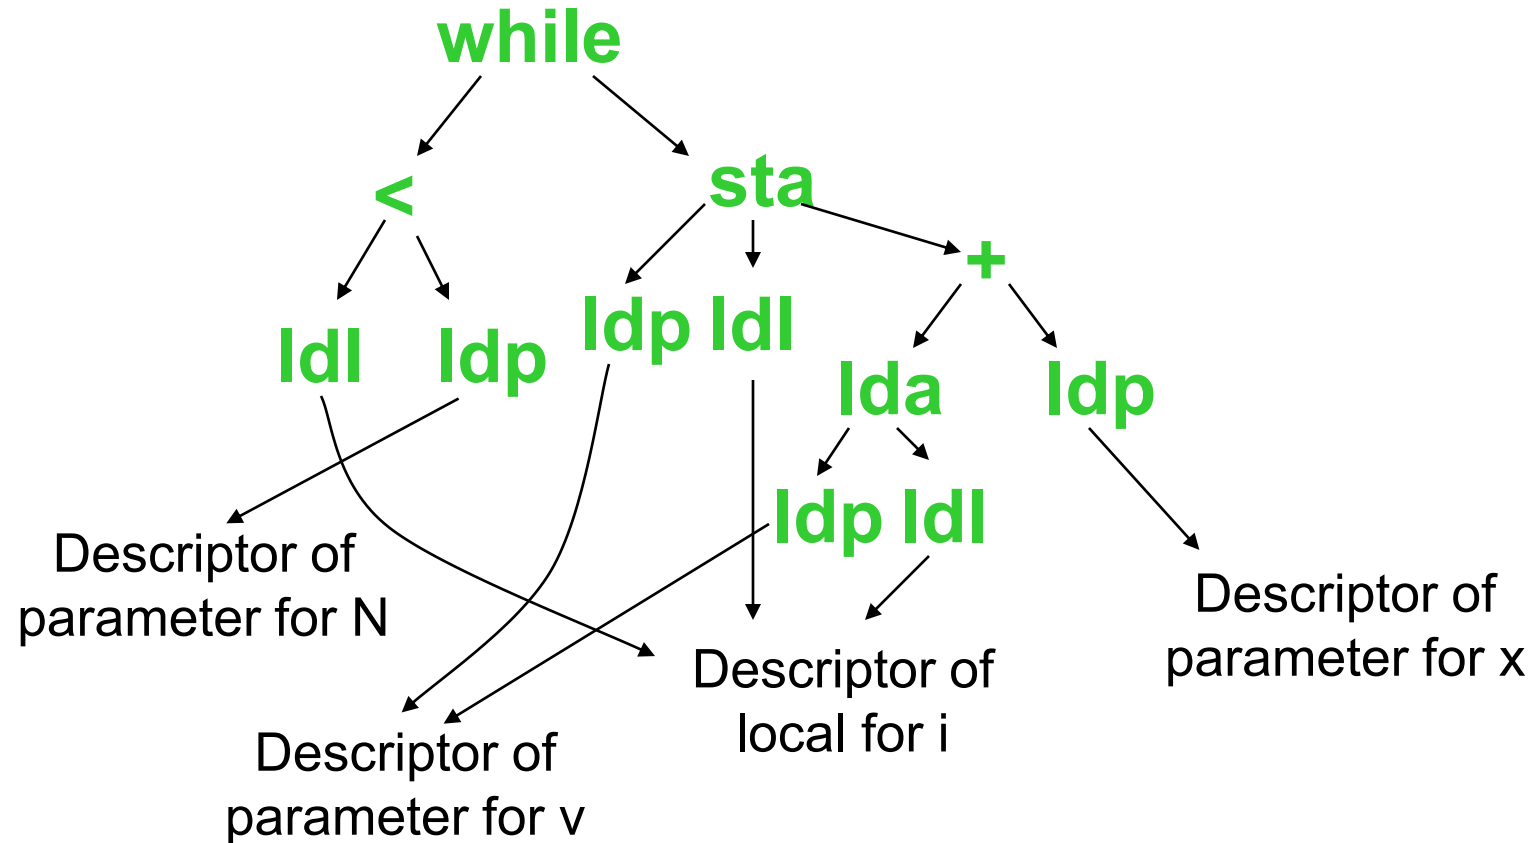 while
<
sta
+
ldl
ldp
ldp
ldl
lda
ldp
ldp
ldl
Descriptor of
parameter for N
Descriptor of
parameter for x
Descriptor of
local for i
Descriptor of
parameter for v